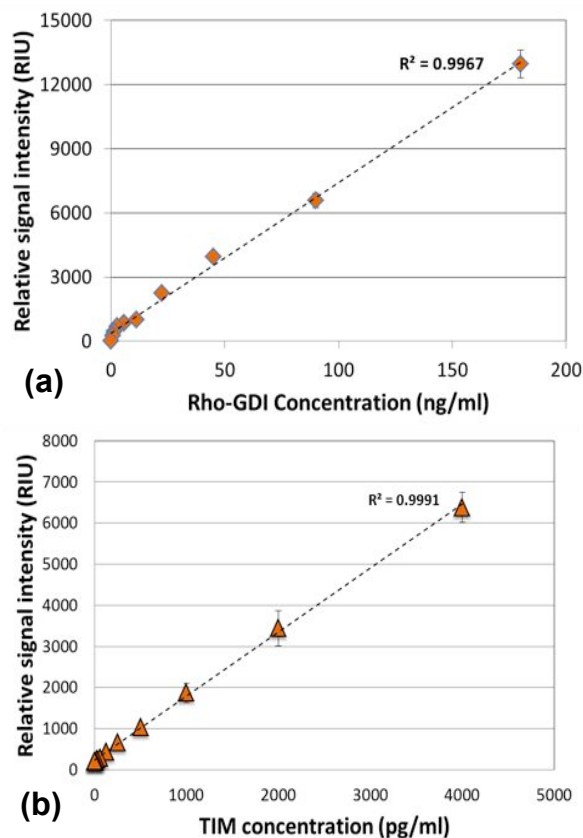 15000
12000
9000
6000
3000
0
Relative signal intensity (RIU)
R² = 0.9967
0 50 100 150 200
(a)
Rho-GDI Concentration (ng/ml)
8000
7000
6000
5000
4000
3000
2000
1000
0
Relative signal intensity (RIU)
R² = 0.9991
0 1000 2000 3000 4000 5000
(b)
TIM concentration (pg/ml)